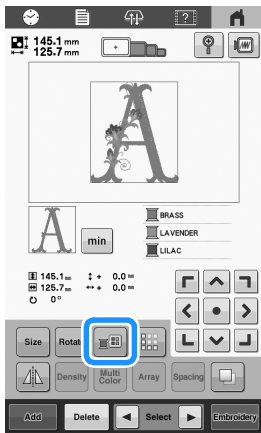 145.1 mm
125.7 mm
BRASS
LAVENDER
LILAC
min
145.1 mm
0.0 mm
125.7 mm
0.0 mm
0°
Size
Rotat
Density
Multi
Color
Array
Spacing
Add
Delete
Select
Embroidery